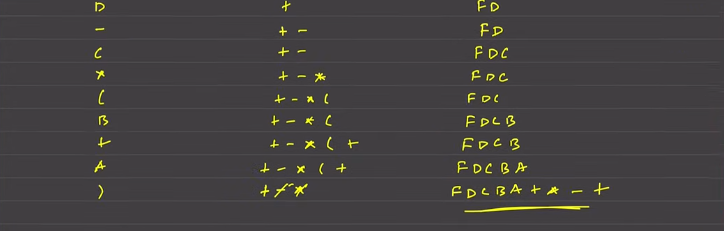 D + FD
- + - FD
C + - FDC
* + - * FDC
( + - * ( FDC
B + - * ( FDCB
+ + - * ( + FDCB
A + - * ( + FDCBA
) + - * FDCBA + * - +